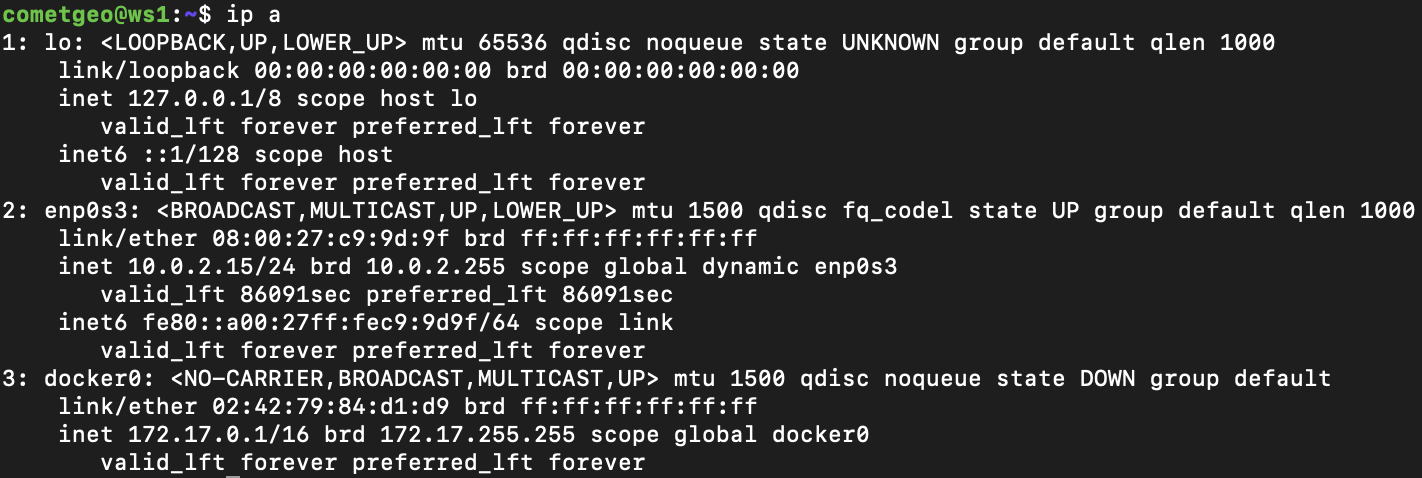 cometgeo@ws1:~$ ip a
1: lo: <LOOPBACK,UP,LOWER_UP> mtu 65536 qdisc noqueue state UNKNOWN group default qlen 1000
link/loopback 00:00:00:00:00:00 brd 00:00:00:00:00:00
inet 127.0.0.1/8 scope host lo
valid_lft forever preferred_lft forever
inet6 ::1/128 scope host
valid_lft forever preferred_lft forever
2: enp0s3: <BROADCAST,MULTICAST,UP,LOWER_UP> mtu 1500 qdisc fq_codel state UP group default qlen 1000
link/ether 08:00:27:c9:9d:9f brd ff:ff:ff:ff:ff:ff
inet 10.0.2.15/24 brd 10.0.2.255 scope global dynamic enp0s3
valid_lft 86091sec preferred_lft 86091sec
inet6 fe80::a00:27ff:fec9:9d9f/64 scope link
valid_lft forever preferred_lft forever
3: docker0: <NO-CARRIER,BROADCAST,MULTICAST,UP> mtu 1500 qdisc noqueue state DOWN group default
link/ether 02:42:79:84:d1:d9 brd ff:ff:ff:ff:ff:ff
inet 172.17.0.1/16 brd 172.17.255.255 scope global docker0
valid_lft forever preferred_lft forever